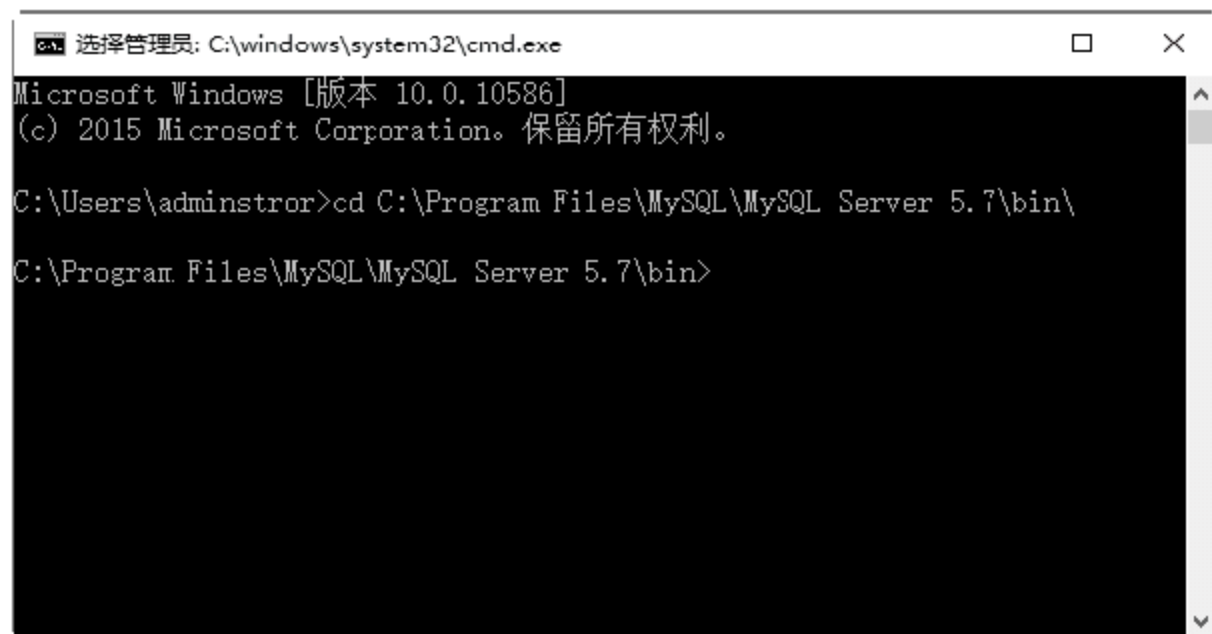 选择管理员: C:\windows\system32\cmd.exe
Microsoft Windows [版本 10.0.10586]
(c) 2015 Microsoft Corporation。保留所有权利。
C:\Users\adminstror>cd C:\Program Files\MySQL\MySQL Server 5.7\bin\
C:\Program Files\MySQL\MySQL Server 5.7\bin>